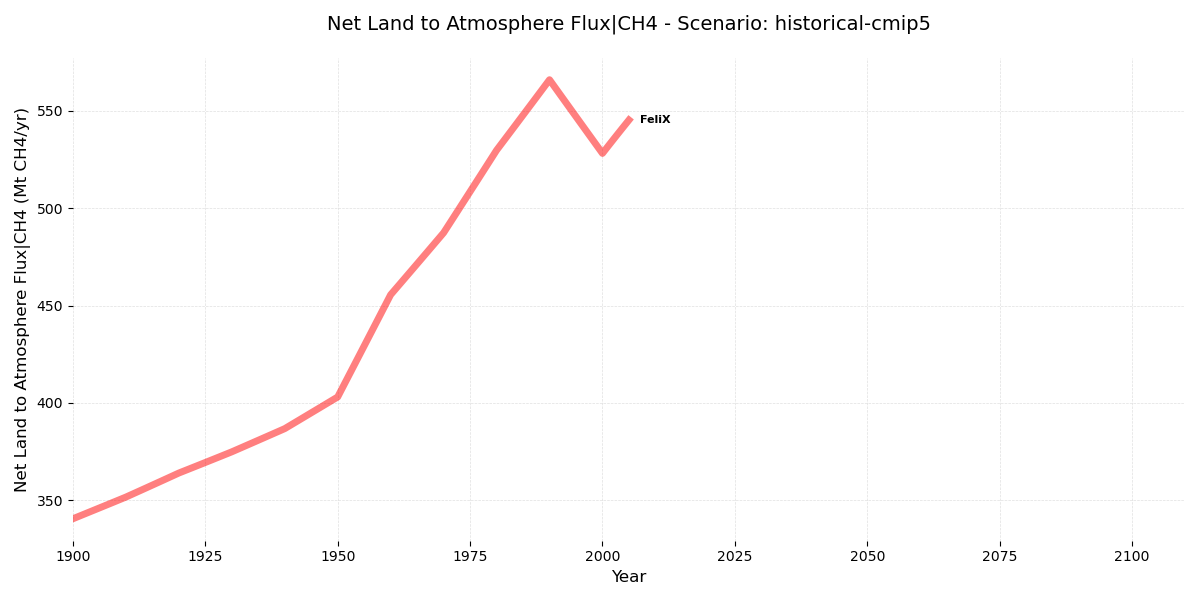 Net Land to Atmosphere Flux|CH4 - Scenario: historical-cmip5
Net Land to Atmosphere Flux|CH4 (Mt CH4/yr)
550
500
450
400
350
FeliX
1900 1925 1950 1975 2000 2025 2050 2075 2100
Year